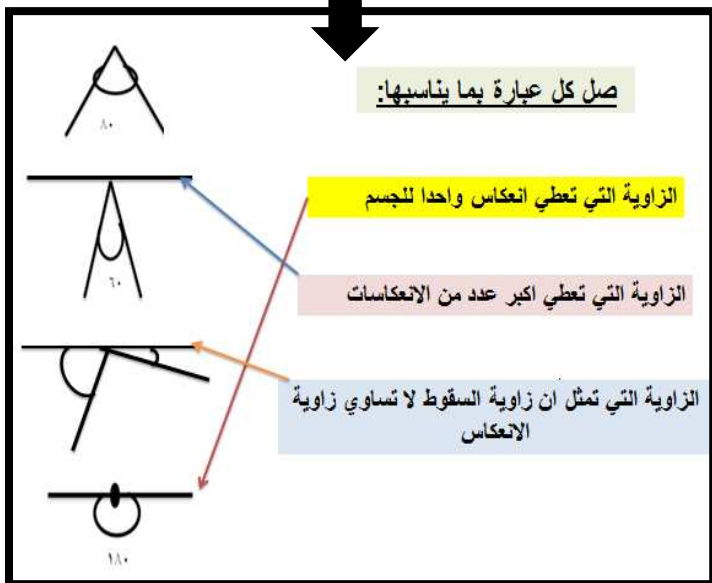 صل كل عبارة بما يناسبها:
٨٠
الزاوية التي تعطي انعكاس واحدا للجسم
٦٠
الزاوية التي تعطي اكبر عدد من الانعكاسات
الزاوية التي تمثل ان زاوية السقوط لا تساوي زاوية
الانعكاس
١٨٠